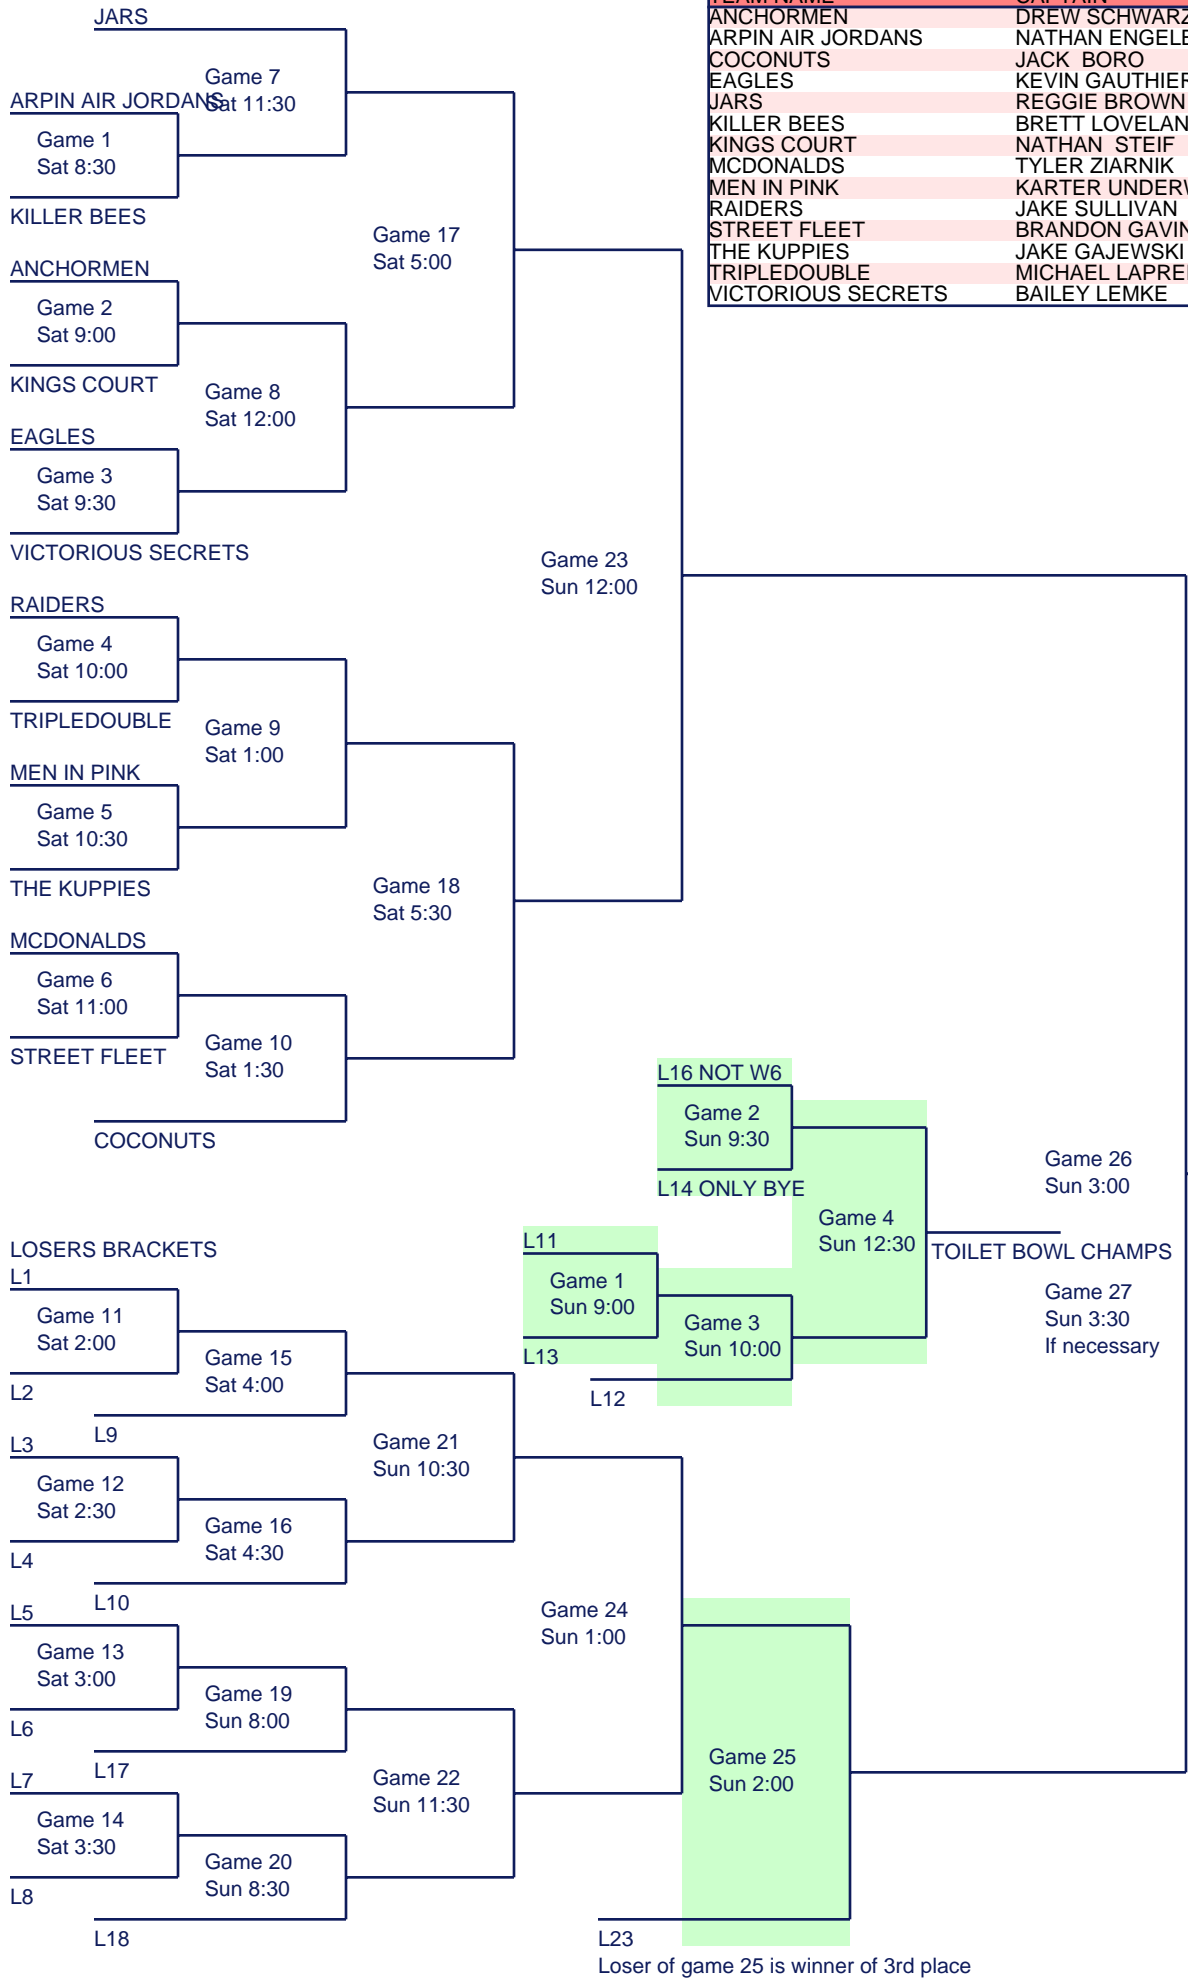 JARS
Game 7
Sat 11:30
ARPIN AIR JORDANS
Game 1
Sat 8:30
KILLER BEES
Game 17
Sat 5:00
ANCHORMEN
Game 2
Sat 9:00
KINGS COURT
Game 8
Sat 12:00
EAGLES
Game 3
Sat 9:30
VICTORIOUS SECRETS
Game 23
Sun 12:00
RAIDERS
Game 4
Sat 10:00
TRIPLEDOUBLE
Game 9
Sat 1:00
MEN IN PINK
Game 5
Sat 10:30
THE KUPPIES
Game 18
Sat 5:30
MCDONALDS
Game 6
Sat 11:00
STREET FLEET
Game 10
Sat 1:30
COCONUTS
ANCHORMEN DREW SCHWARZ
ARPIN AIR JORDANS NATHAN ENGELE
COCONUTS JACK BORO
EAGLES KEVIN GAUTHIER
JARS REGGIE BROWN
KILLER BEES BRETT LOVELAN
KINGS COURT NATHAN STEIF
MCDONALDS TYLER ZIARNIK
MEN IN PINK KARTER UNDERW
RAIDERS JAKE SULLIVAN
STREET FLEET BRANDON GAVIN
THE KUPPIES JAKE GAJEWSKI
TRIPLEDOUBLE MICHAEL LAPRE
VICTORIOUS SECRETS BAILEY LEMKE
L16 NOT W6
Game 2
Sun 9:30
L14 ONLY BYE
Game 4
Sun 12:30
L11
Game 1
Sun 9:00
L13
Game 3
Sun 10:00
L12
TOILET BOWL CHAMPS
Game 26
Sun 3:00
Game 27
Sun 3:30
If necessary
LOSERS BRACKETS
L1
Game 11
Sat 2:00
L2
Game 15
Sat 4:00
L9
L3
Game 12
Sat 2:30
L4
Game 16
Sat 4:30
L10
Game 21
Sun 10:30
L5
Game 13
Sat 3:00
L6
Game 19
Sun 8:00
L17
L7
Game 14
Sat 3:30
L8
Game 20
Sun 8:30
L18
Game 22
Sun 11:30
Game 24
Sun 1:00
Game 25
Sun 2:00
L23
Loser of game 25 is winner of 3rd place